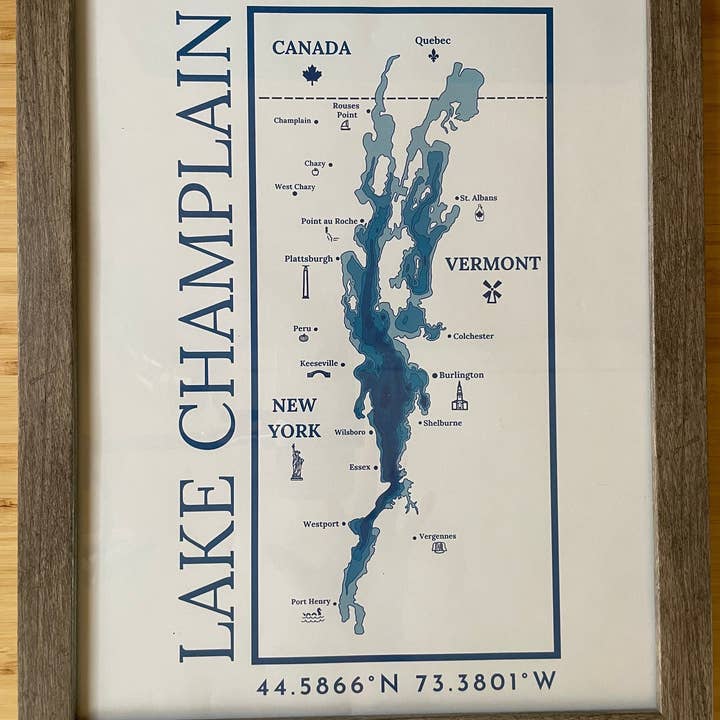 LAKE CHAMPLAIN
CANADA
Quebec
Rouses
Point
Champlain
Chazy
West Chazy
St. Albans
Point au Roche
Plattsburgh
VERMONT
Peru
Colchester
Keeseville
Burlington
NEW
YORK
Shelburne
Wilsboro
Essex
Westport
Vergennes
Port Henry
44.5866°N 73.3801°W